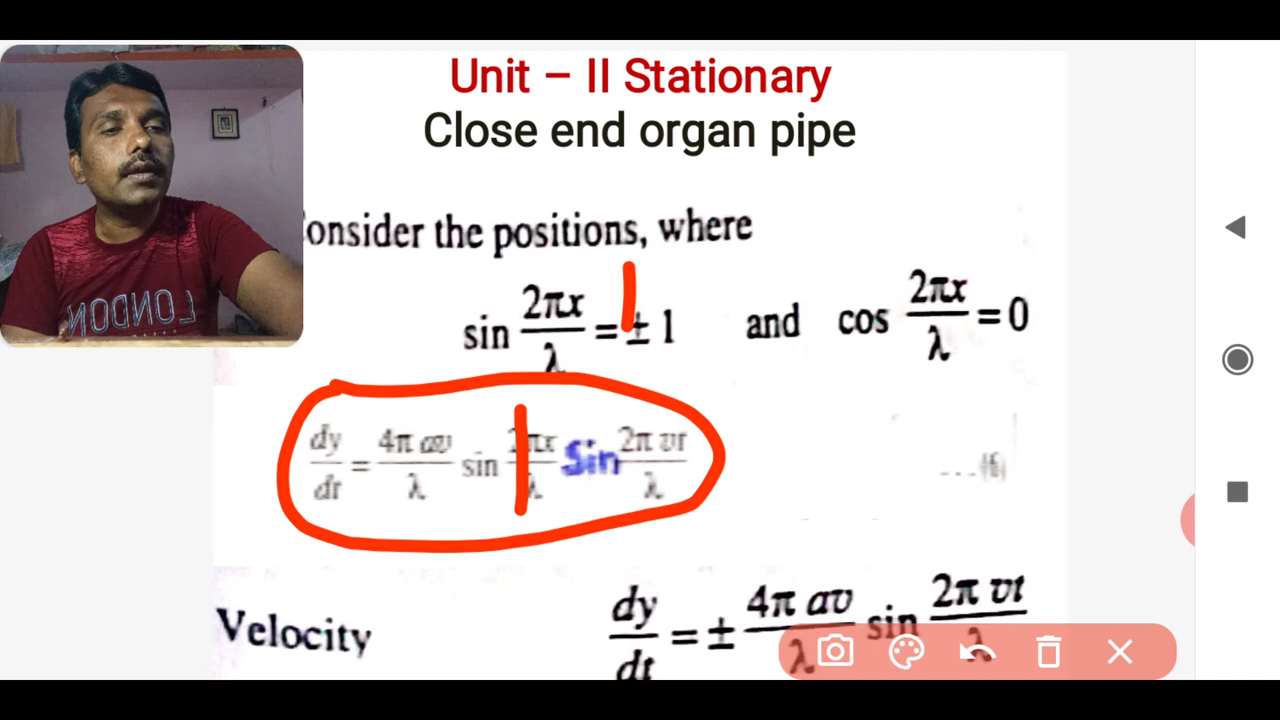 Unit – II Stationary
Close end organ pipe
onsider the positions, where
sin 2πx/λ = ± 1 and cos 2πx/λ = 0
dy/dt = 4π av/λ sin 2πx/λ sin 2π vt/λ ...(6)
Velocity dy/dt = ± 4π av/λ sin 2π vt/λ
LONDON